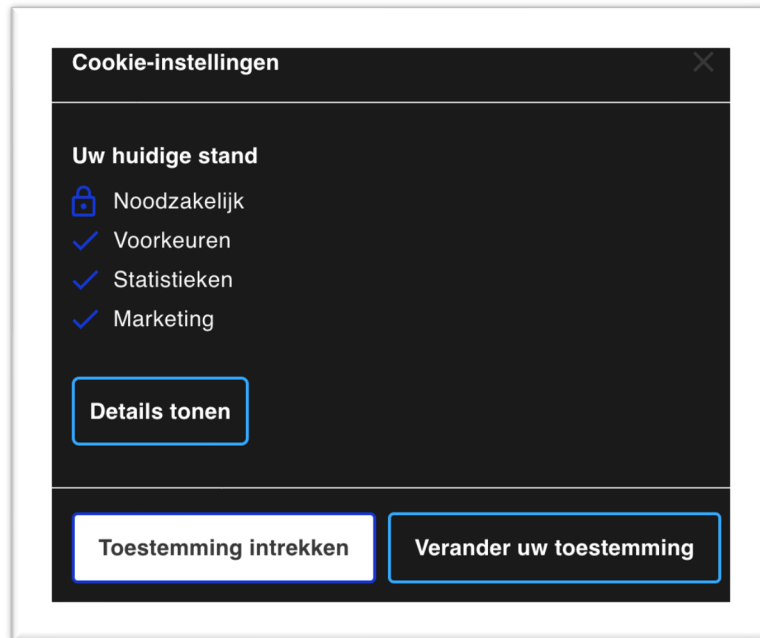 Cookie-instellingen
Uw huidige stand
Noodzakelijk
Voorkeuren
Statistieken
Marketing
Details tonen
Toestemming intrekken
Verander uw toestemming